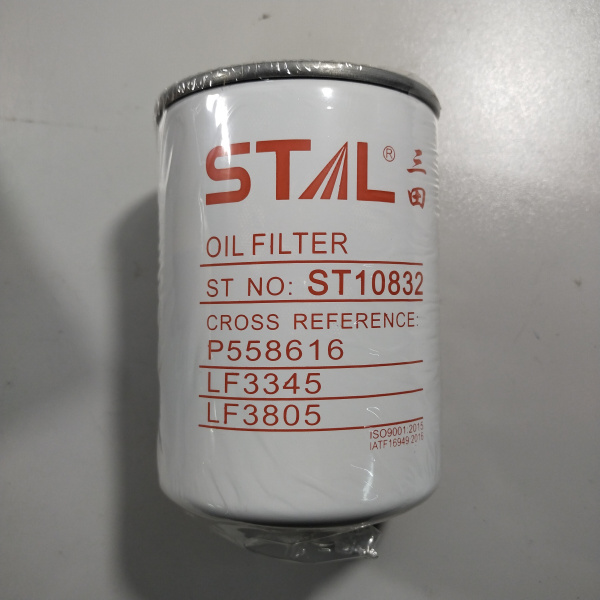 STAL® 三田
OIL FILTER
ST NO: ST10832
CROSS REFERENCE:
P558616
LF3345
LF3805
ISO9001:2015
IATF16949:2016